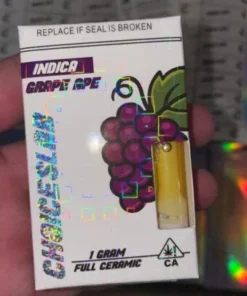 REPLACE IF SEAL IS BROKEN
INDICA
GRAPE APE
CHOICESLAB
1 GRAM
FULL CERAMIC
CA